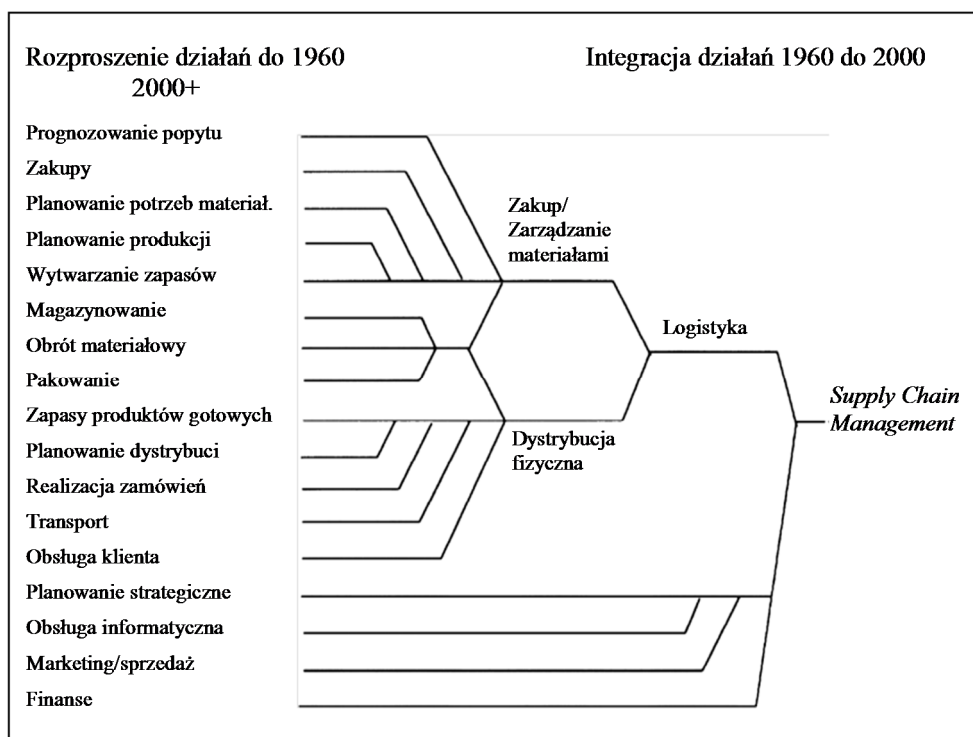 Rozproszenie działań do 1960
2000+
Integracja działań 1960 do 2000
Prognozowanie popytu
Zakupy
Planowanie potrzeb materiał.
Planowanie produkcji
Wytwarzanie zapasów
Magazynowanie
Obrót materiałowy
Pakowanie
Zapasy produktów gotowych
Planowanie dystrybuci
Realizacja zamówień
Transport
Obsługa klienta
Planowanie strategiczne
Obsługa informatyczna
Marketing/sprzedaż
Finanse
Zakup/
Zarządzanie
materiałami
Dystrybucja
fizyczna
Logistyka
Supply Chain
Management